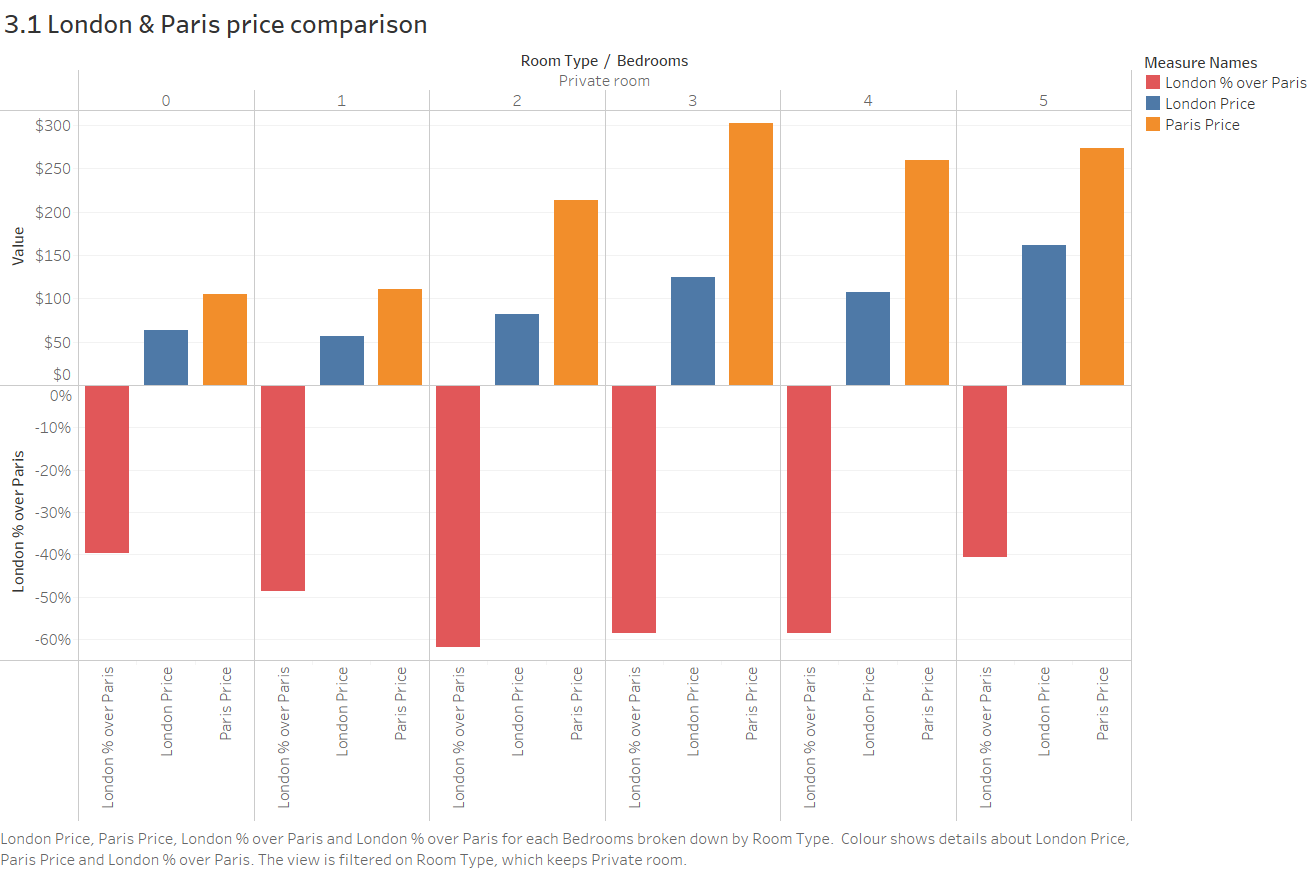 3.1 London & Paris price comparison
Room Type / Bedrooms
Private room
0 1 2 3 4 5
Measure Names
London % over Paris
London Price
Paris Price
Value
$300
$250
$200
$150
$100
$50
$0
London % over Paris
0%
-10%
-20%
-30%
-40%
-50%
-60%
London % over Paris
London Price
Paris Price
London % over Paris
London Price
Paris Price
London % over Paris
London Price
Paris Price
London % over Paris
London Price
Paris Price
London % over Paris
London Price
Paris Price
London % over Paris
London Price
Paris Price
London Price, Paris Price, London % over Paris and London % over Paris for each Bedrooms broken down by Room Type.  Colour shows details about London Price,
Paris Price and London % over Paris. The view is filtered on Room Type, which keeps Private room.